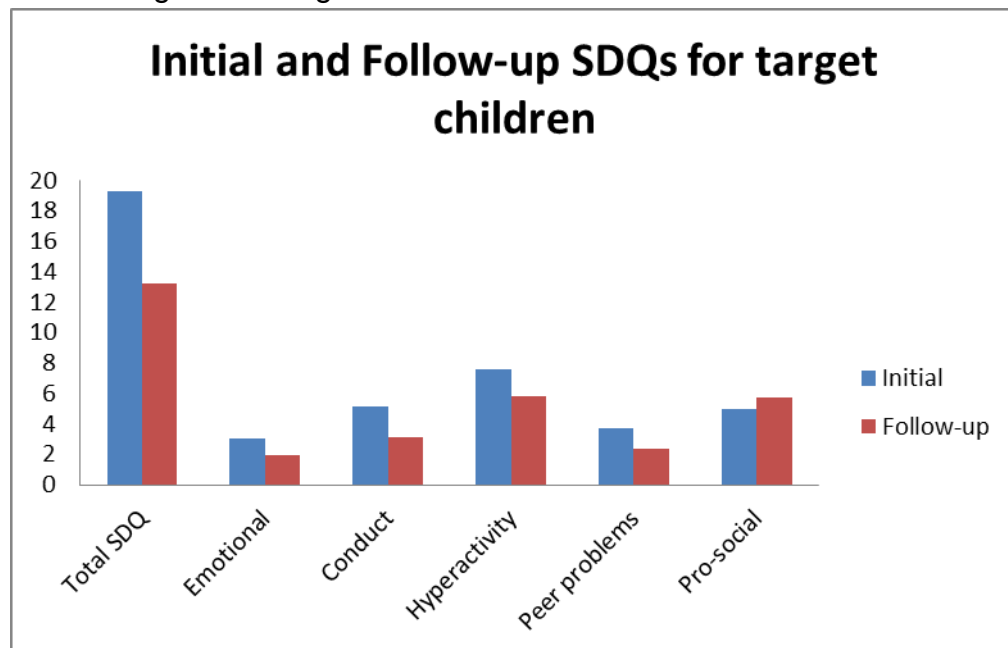 Initial and Follow-up SDQs for target
children
20
18
16
14
12
10
8
6
4
2
0
Total SDQ
Emotional
Conduct
Hyperactivity
Peer problems
Pro-social
Initial
Follow-up